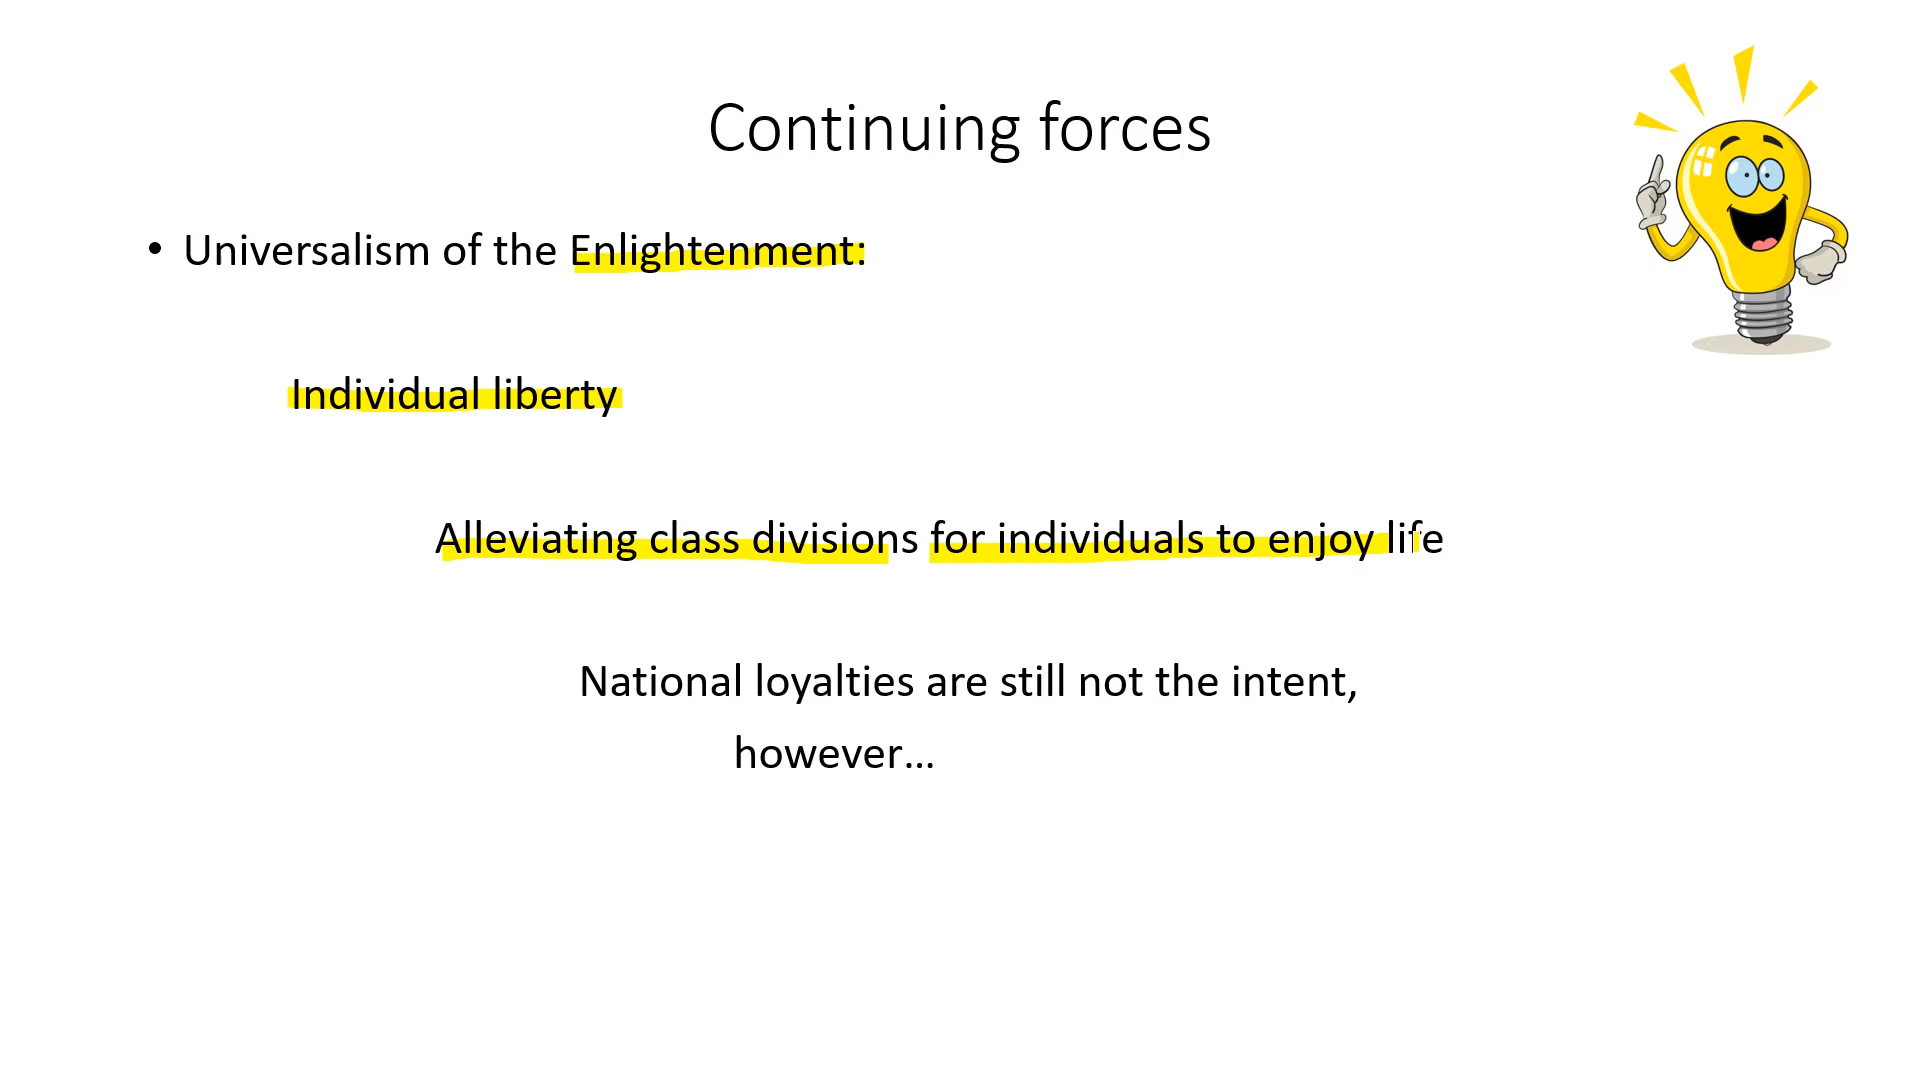 Continuing forces
• Universalism of the Enlightenment:
Individual liberty
Alleviating class divisions for individuals to enjoy life
National loyalties are still not the intent,
however...